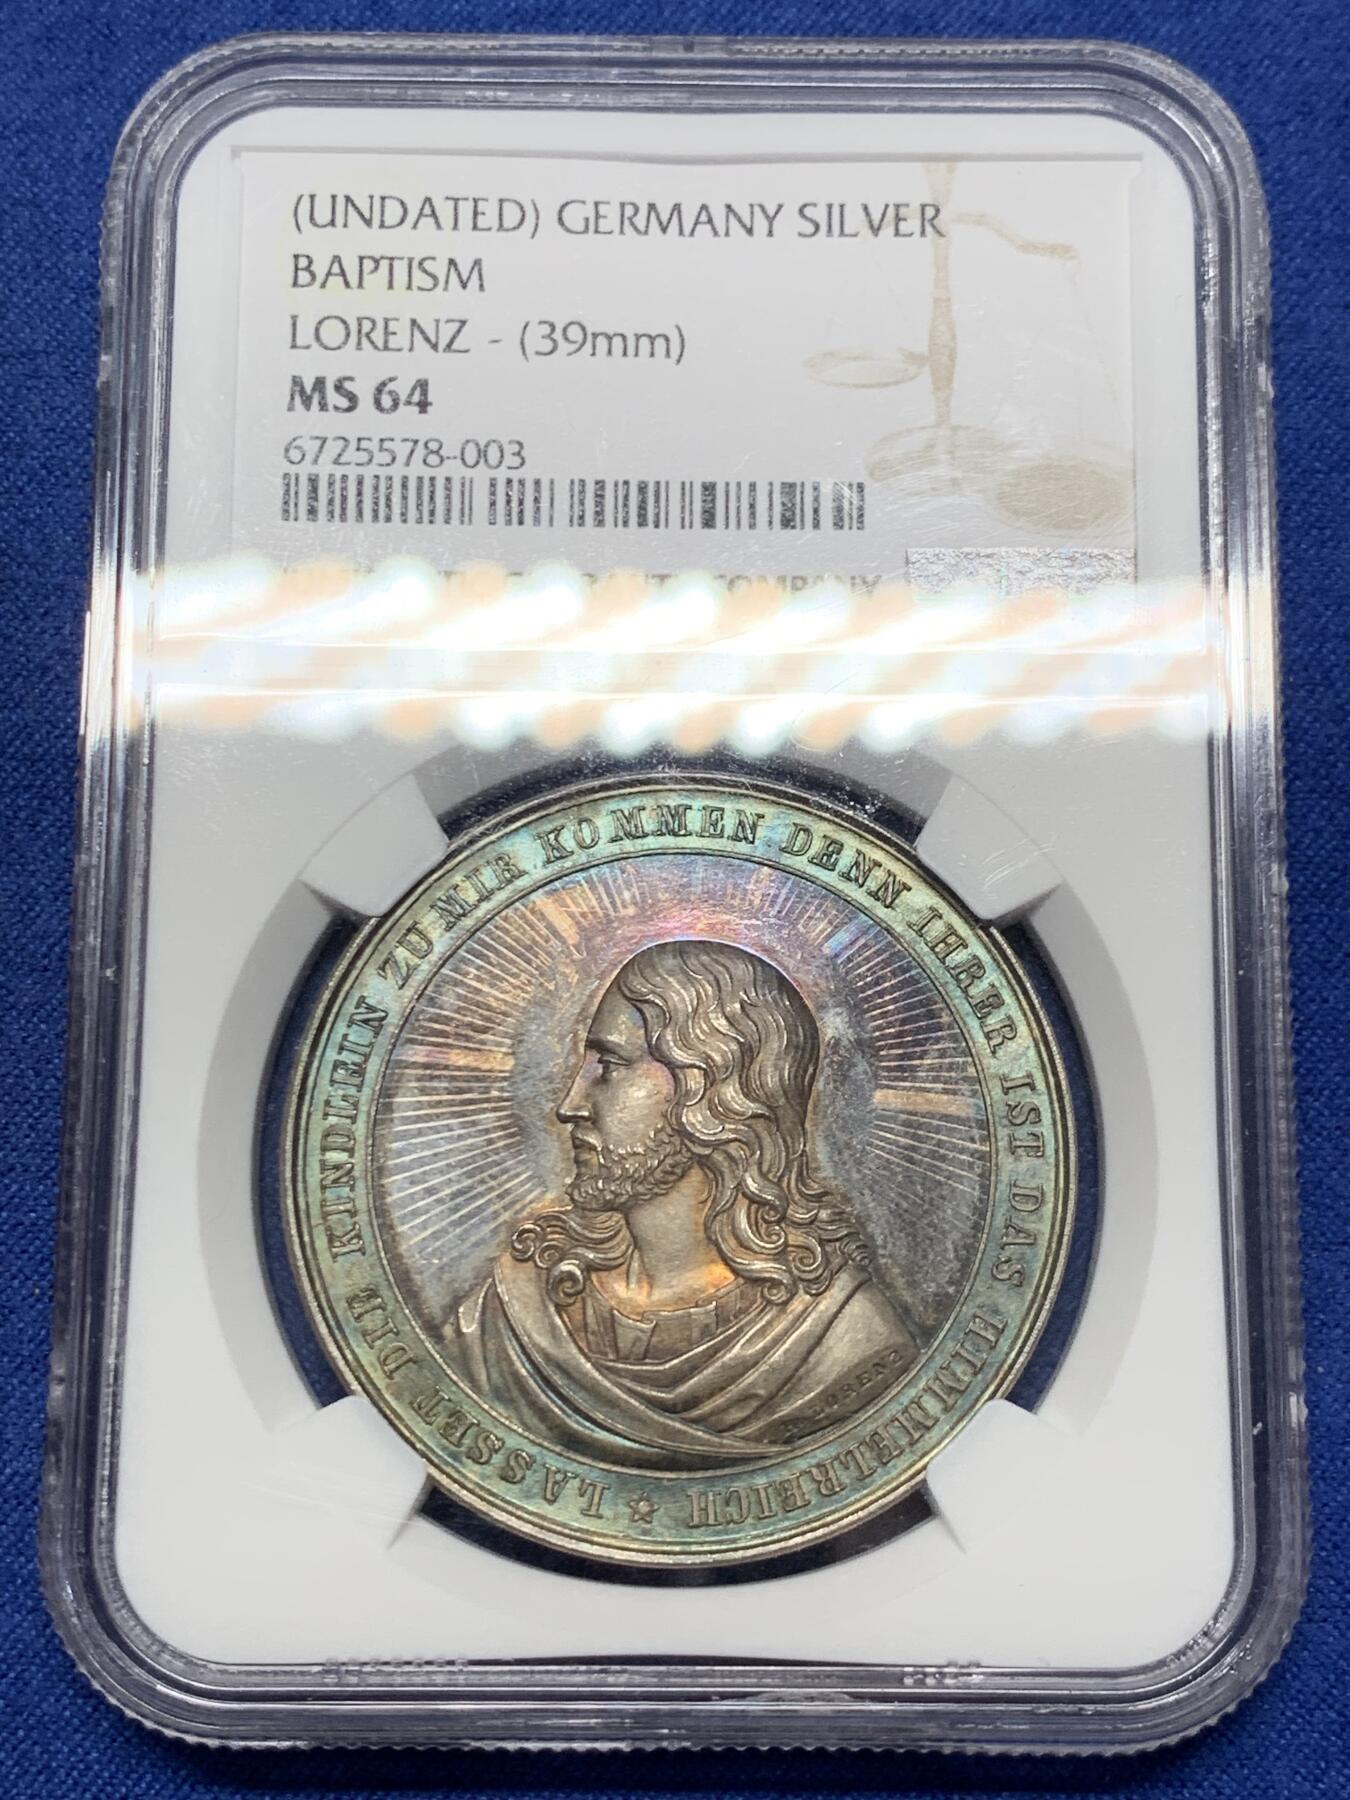 (UNDATED) GERMANY SILVER
BAPTISM
LORENZ - (39mm)
MS 64
6725578-003
COMPANY
LASSET DIE KINDLEIN ZU MIR KOMMEN DENN IHRER IST DAS HIMMELREICH
LORENZ